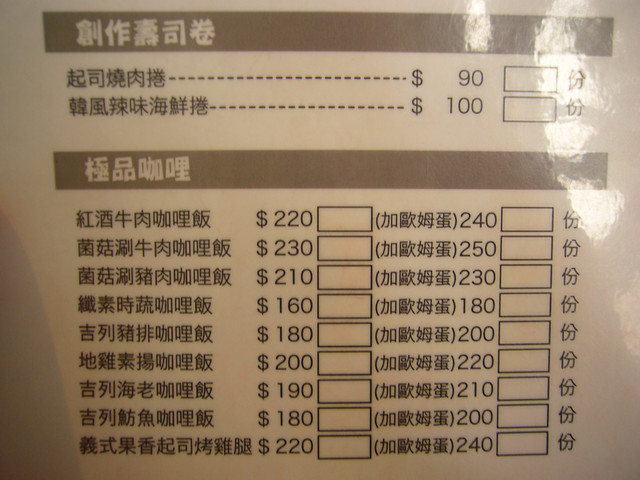 創作壽司卷
起司燒肉捲--------------------------$ 90 份
韓風辣味海鮮捲---------------------$ 100 份
極品咖哩
紅酒牛肉咖哩飯 $220 (加歐姆蛋)240 份
菌菇涮牛肉咖哩飯 $230 (加歐姆蛋)250 份
菌菇涮豬肉咖哩飯 $210 (加歐姆蛋)230 份
纖素時蔬咖哩飯 $160 (加歐姆蛋)180 份
吉列豬排咖哩飯 $180 (加歐姆蛋)200 份
地雞素揚咖哩飯 $200 (加歐姆蛋)220 份
吉列海老咖哩飯 $190 (加歐姆蛋)210 份
吉列魴魚咖哩飯 $180 (加歐姆蛋)200 份
義式果香起司烤雞腿 $220 (加歐姆蛋)240 份